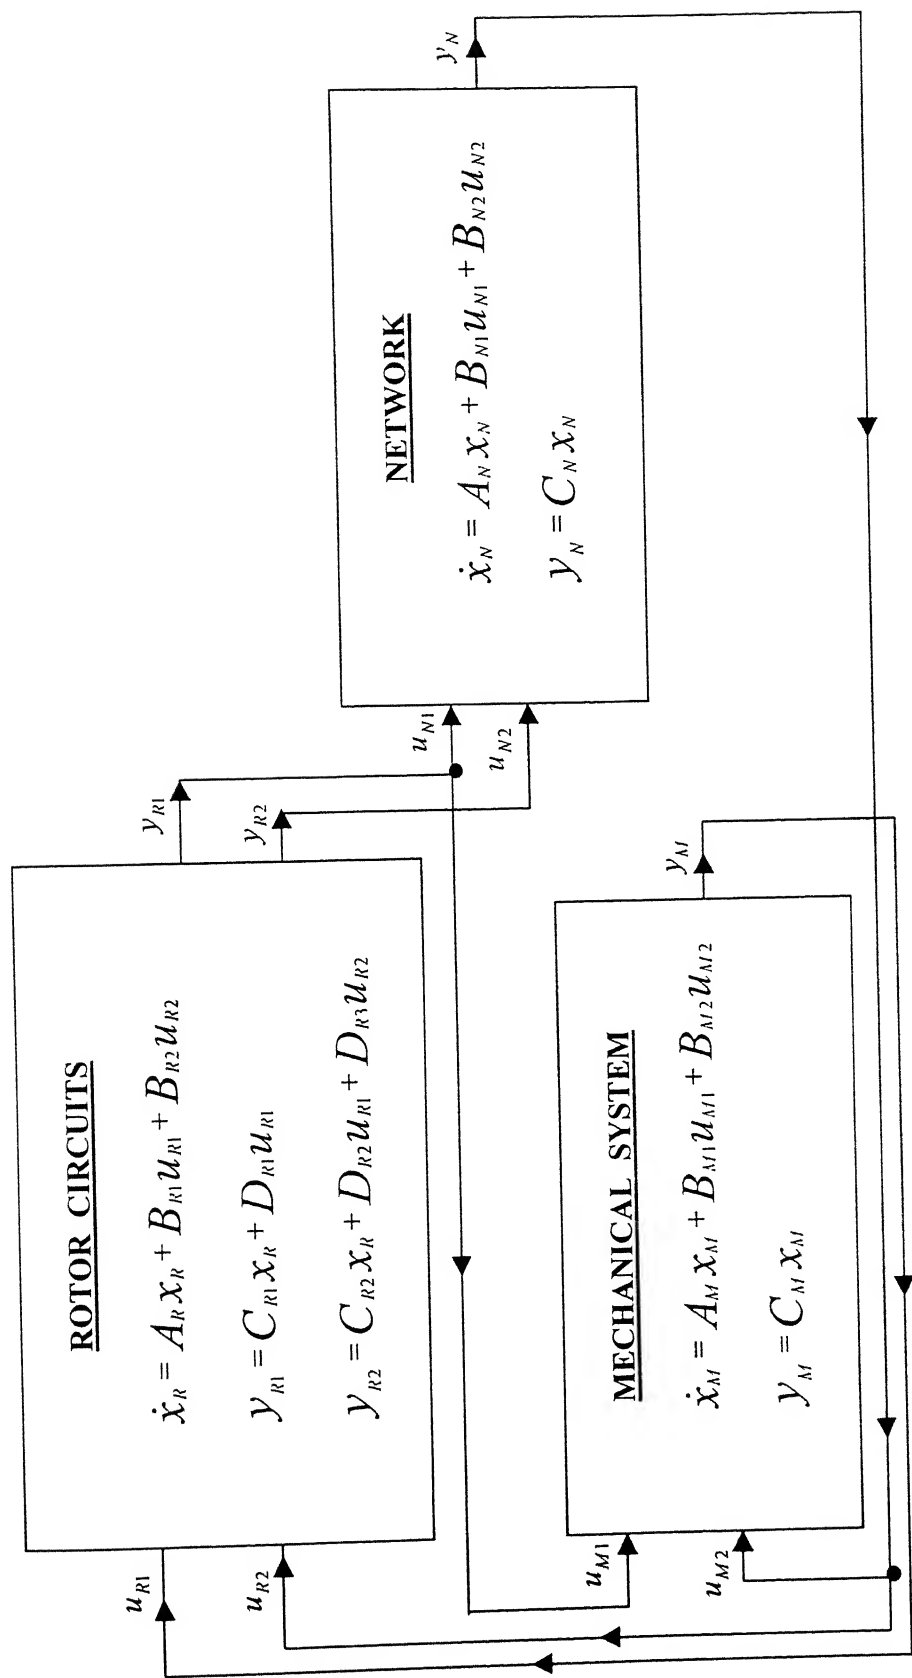 ROTOR CIRCUITS
ẋ_R = A_R x_R + B_R1 u_R1 + B_R2 u_R2
y_R1 = C_R1 x_R + D_R1 u_R1
y_R2 = C_R2 x_R + D_R2 u_R1 + D_R3 u_R2
u_R1
u_R2
y_R1
y_R2
NETWORK
ẋ_N = A_N x_N + B_N1 u_N1 + B_N2 u_N2
y_N = C_N x_N
u_N1
u_N2
y_N
MECHANICAL SYSTEM
ẋ_M = A_M x_M + B_M1 u_M1 + B_M2 u_M2
y_M = C_M x_M
u_M1
u_M2
y_M